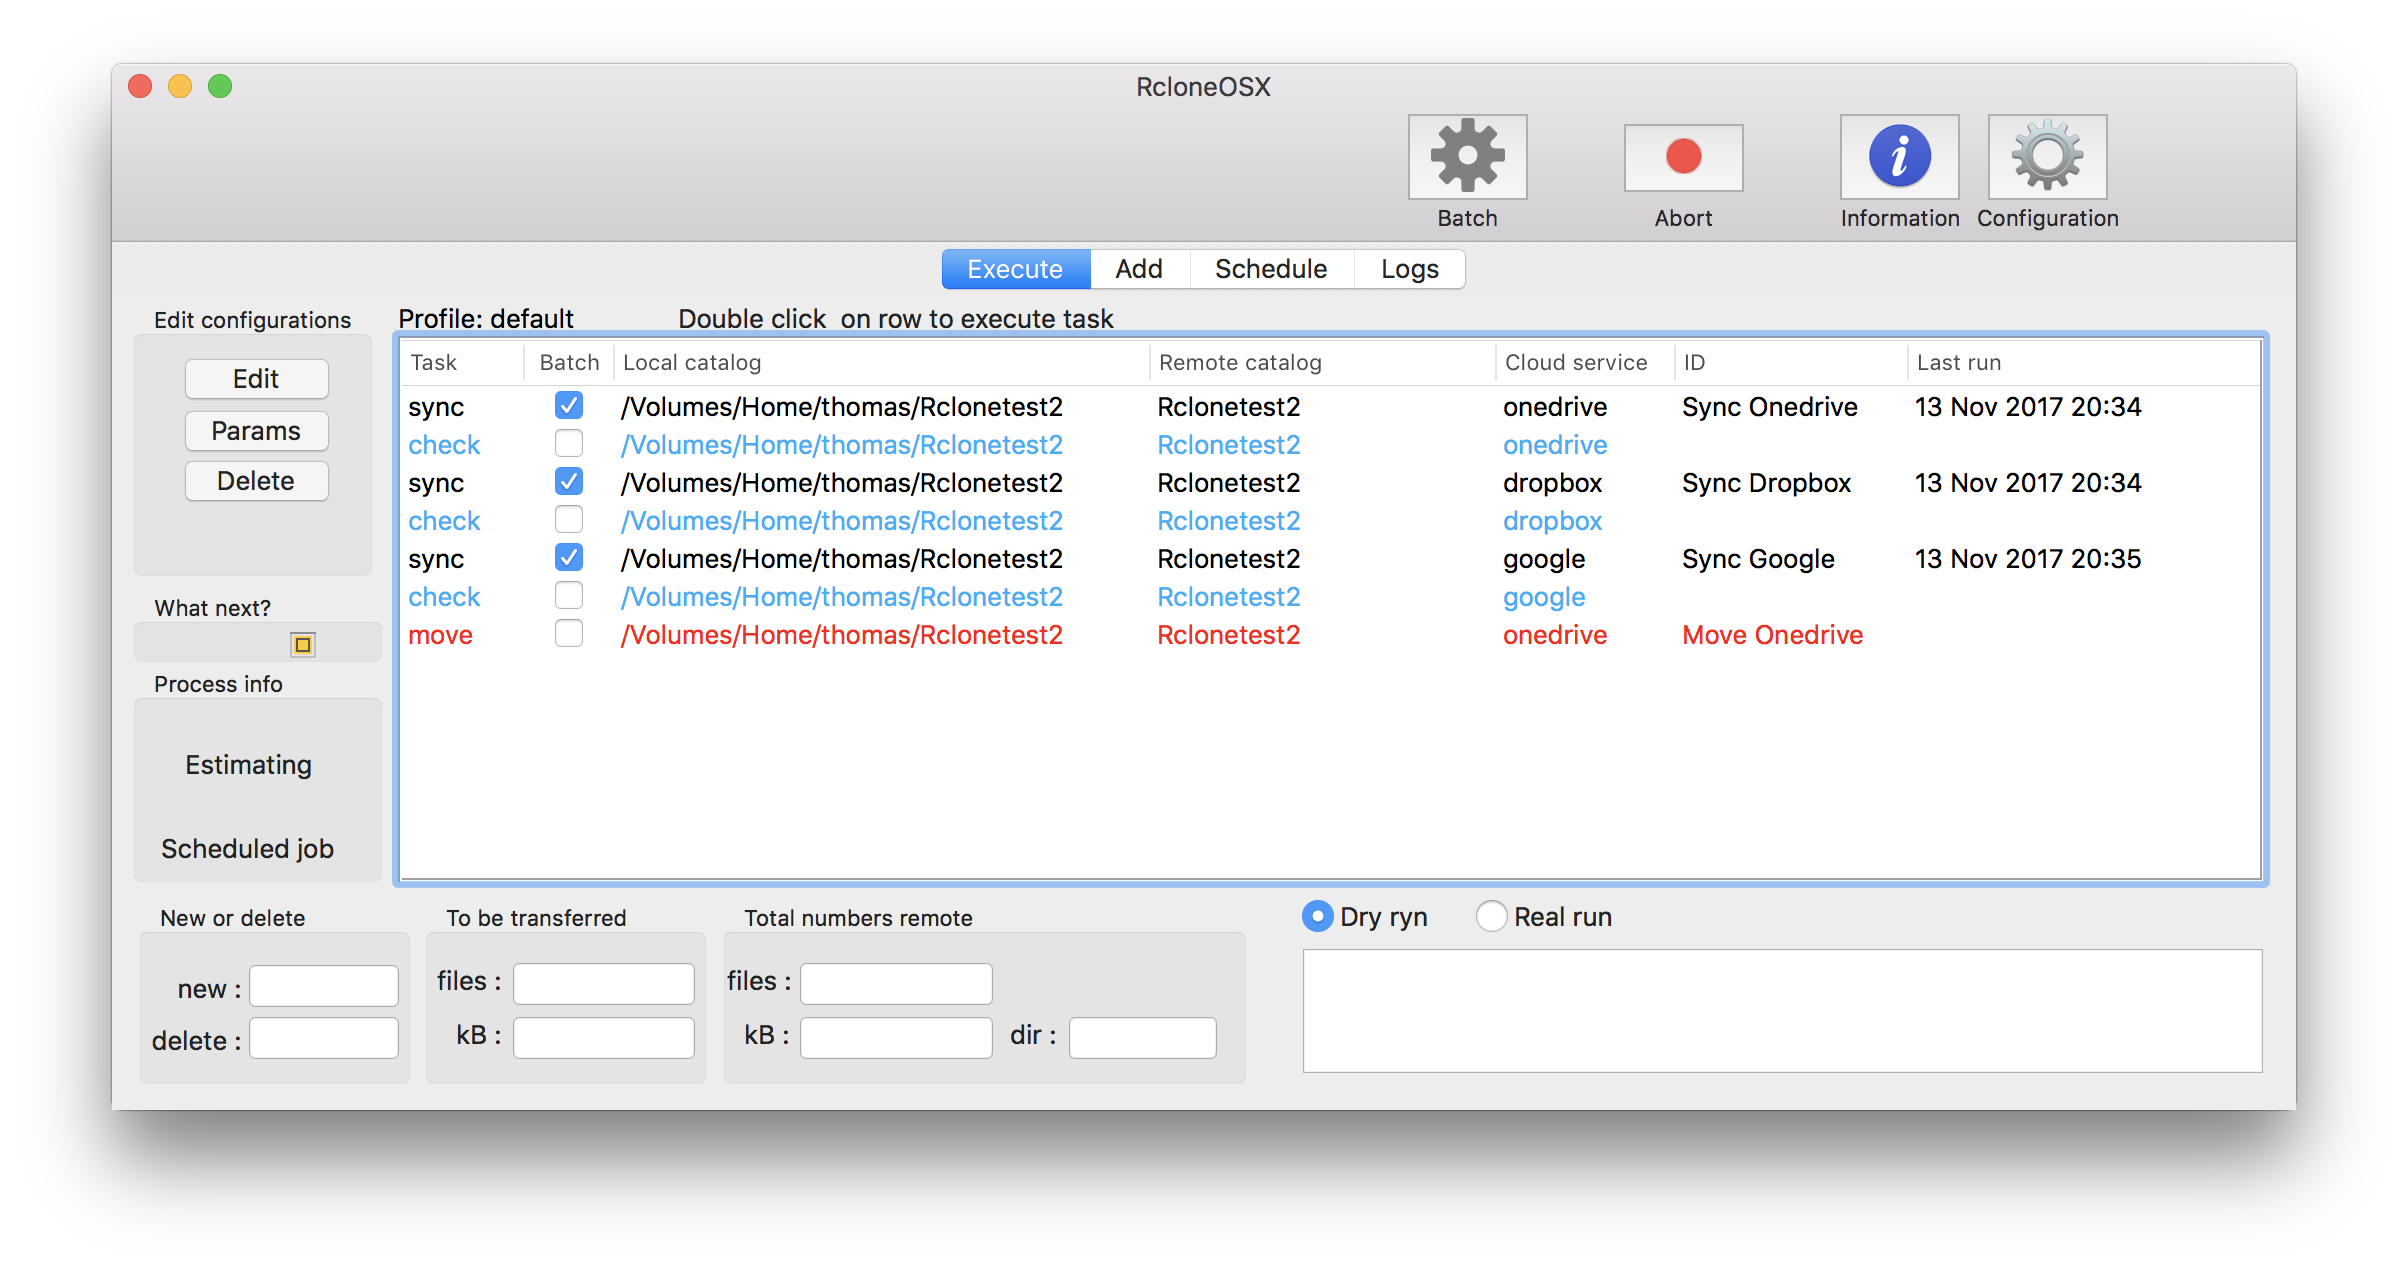 RcloneOSX
Batch
Abort
Information
Configuration
Execute Add Schedule Logs
Edit configurations
Edit
Params
Delete
What next?
Process info
Estimating
Scheduled job
Profile: default Double click on row to execute task
Task Batch Local catalog Remote catalog Cloud service ID Last run
sync /Volumes/Home/thomas/Rclonetest2 Rclonetest2 onedrive Sync Onedrive 13 Nov 2017 20:34
check /Volumes/Home/thomas/Rclonetest2 Rclonetest2 onedrive
sync /Volumes/Home/thomas/Rclonetest2 Rclonetest2 dropbox Sync Dropbox 13 Nov 2017 20:34
check /Volumes/Home/thomas/Rclonetest2 Rclonetest2 dropbox
sync /Volumes/Home/thomas/Rclonetest2 Rclonetest2 google Sync Google 13 Nov 2017 20:35
check /Volumes/Home/thomas/Rclonetest2 Rclonetest2 google
move /Volumes/Home/thomas/Rclonetest2 Rclonetest2 onedrive Move Onedrive
New or delete
new :
delete :
To be transferred
files :
kB :
Total numbers remote
files :
kB : dir :
Dry ryn Real run